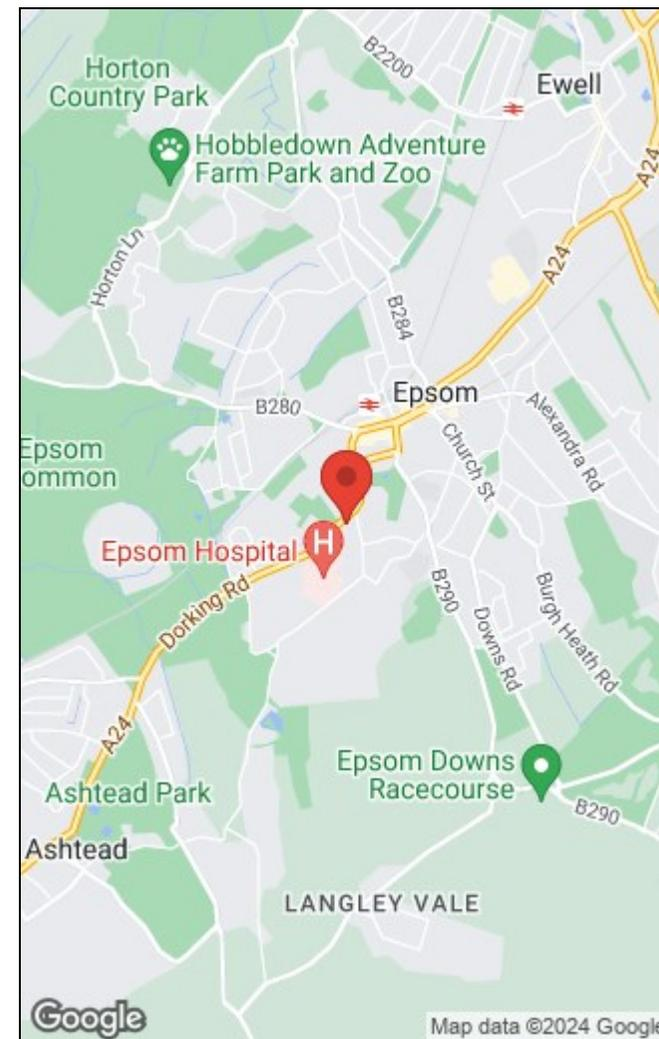 Horton
Country Park
B2200
Ewell
Hobbledown Adventure
Farm Park and Zoo
A24
Horton Ln
A24
B284
Epsom
B280
Alexandra Rd
Church St
Epsom
ommon
Epsom Hospital
H
Dorking Rd
B290
Downs Rd
Burgh Heath Rd
A24
Epsom Downs
Racecourse
Ashtead Park
B290
Ashtead
LANGLEY VALE
Google
Map data ©2024 Google